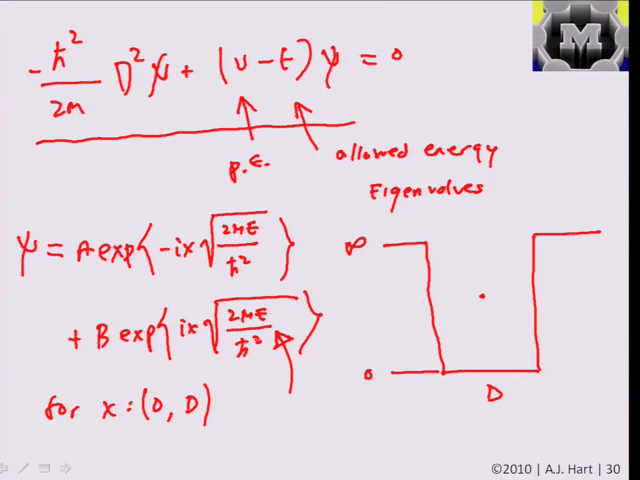 -ħ²/2m D²ψ + (V - E)ψ = 0
P.E.
allowed energy
Eigenvalves
ψ = A exp{-ix√(2ME/ħ²)}
+ B exp{ix√(2ME/ħ²)}
for x : (0, D)
∞
0
D
M
©2010 | A.J. Hart | 30